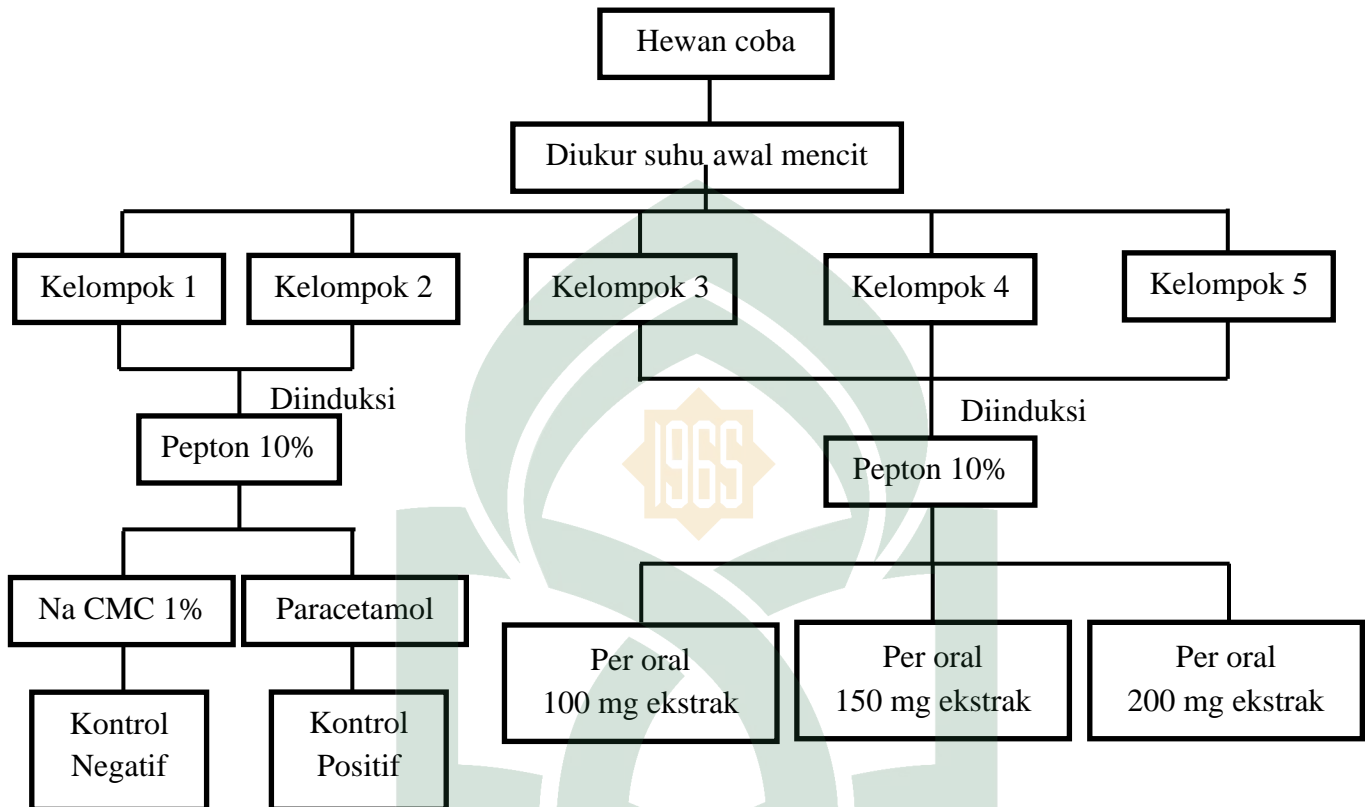 Hewan coba
Diukur suhu awal mencit
Kelompok 1
Kelompok 2
Kelompok 3
Kelompok 4
Kelompok 5
Diinduksi
Diinduksi
Pepton 10%
Pepton 10%
1965
Na CMC 1%
Paracetamol
Per oral
100 mg ekstrak
Per oral
150 mg ekstrak
Per oral
200 mg ekstrak
Kontrol
Negatif
Kontrol
Positif